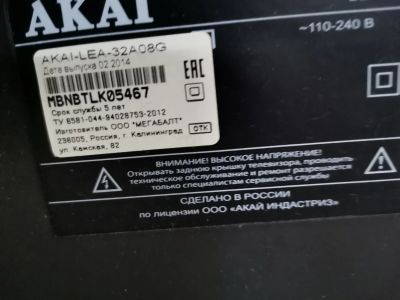 AKAI
~110-240 В
AKAI-LEA-32A08G
Дата выпуска 02.2014
EAC
MBNBTLK05467
Срок службы 5 лет
ТУ 6581-044-84028753-2012
Изготовитель ООО "МЕГАБАЛТ"
236005, Россия, г. Калининград
ул. Камская, 82
ОТК
ВНИМАНИЕ! ВЫСОКОЕ НАПРЯЖЕНИЕ!
Открывать заднюю крышку телевизора, проводить
техническое обслуживание и ремонт разрешается
только специалистам сервисной службы
СДЕЛАНО В РОССИИ
по лицензии ООО «АКАЙ ИНДАСТРИЗ»